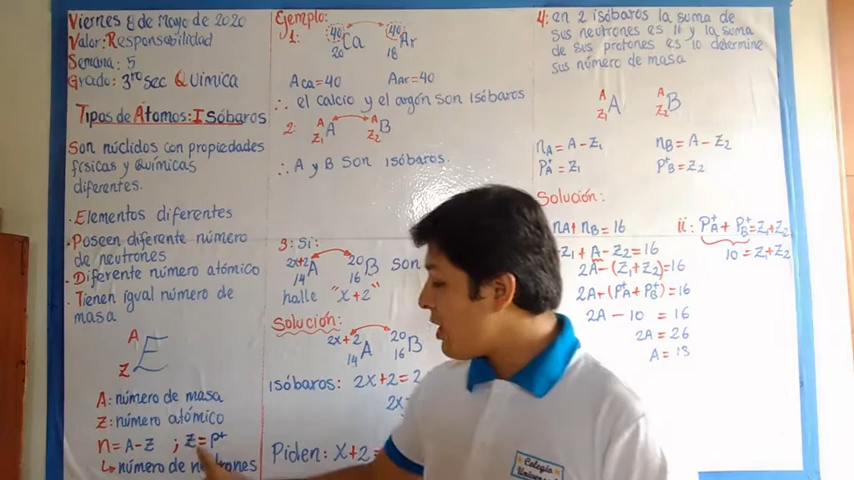 Viernes 8 de Mayo de 2020
Valor: Responsabilidad
Semana: 5
Grado: 3ro Sec Química
Tipos de Átomos: ISóbaros
Son núclidos con propiedades
físicas y químicas
diferentes.
· Elementos diferentes
· Poseen diferente número
de neutrones
· Diferente número atómico
· Tienen igual número de
masa
A
E
Z
A: número de masa
Z: número atómico
n = A - Z ; Z = P+
↳ número de neutrones
Ejemplo:
1: 40 Ca 40 Ar
20 18
Aca = 40 Aar = 40
∴ el calcio y el argón son isóbaros
2: A A A B
Z1 Z2
∴ A y B son isóbaros.
3: Si:
2x+2 A 20 B son
14 16
halle "x+2"
Solución:
2x+2 A 20 B
14 16
isóbaros: 2x+2 = 2
2x
Piden: x+2 =
4: en 2 isóbaros la suma de
sus neutrones es 16 y la suma
de sus protones es 10 determine
sus número de masa
A A A B
Z1 Z2
nA = A - Z1 nB = A - Z2
P+A = Z1 P+B = Z2
Solución:
nA + nB = 16
-Z1 + A - Z2 = 16
2A - (Z1 + Z2) = 16
2A - (P+A + P+B) = 16
2A - 10 = 16
2A = 26
A = 13
ii: P+A + P+B = Z1 + Z2
10 = Z1 + Z2
Colegio